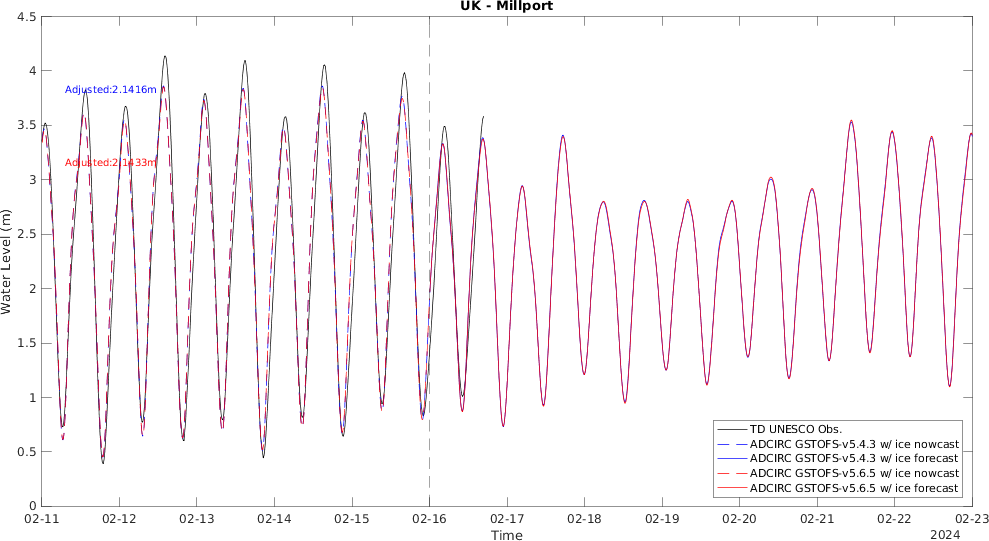 UK - Millport
4.5
4
3.5
3
2.5
2
1.5
1
0.5
0
Water Level (m)
Adjusted:2.1416m
Adjusted:2.1433m
TD UNESCO Obs.
ADCIRC GSTOFS-v5.4.3 w/ ice nowcast
ADCIRC GSTOFS-v5.4.3 w/ ice forecast
ADCIRC GSTOFS-v5.6.5 w/ ice nowcast
ADCIRC GSTOFS-v5.6.5 w/ ice forecast
02-11 02-12 02-13 02-14 02-15 02-16 02-17 02-18 02-19 02-20 02-21 02-22 02-23
Time
2024